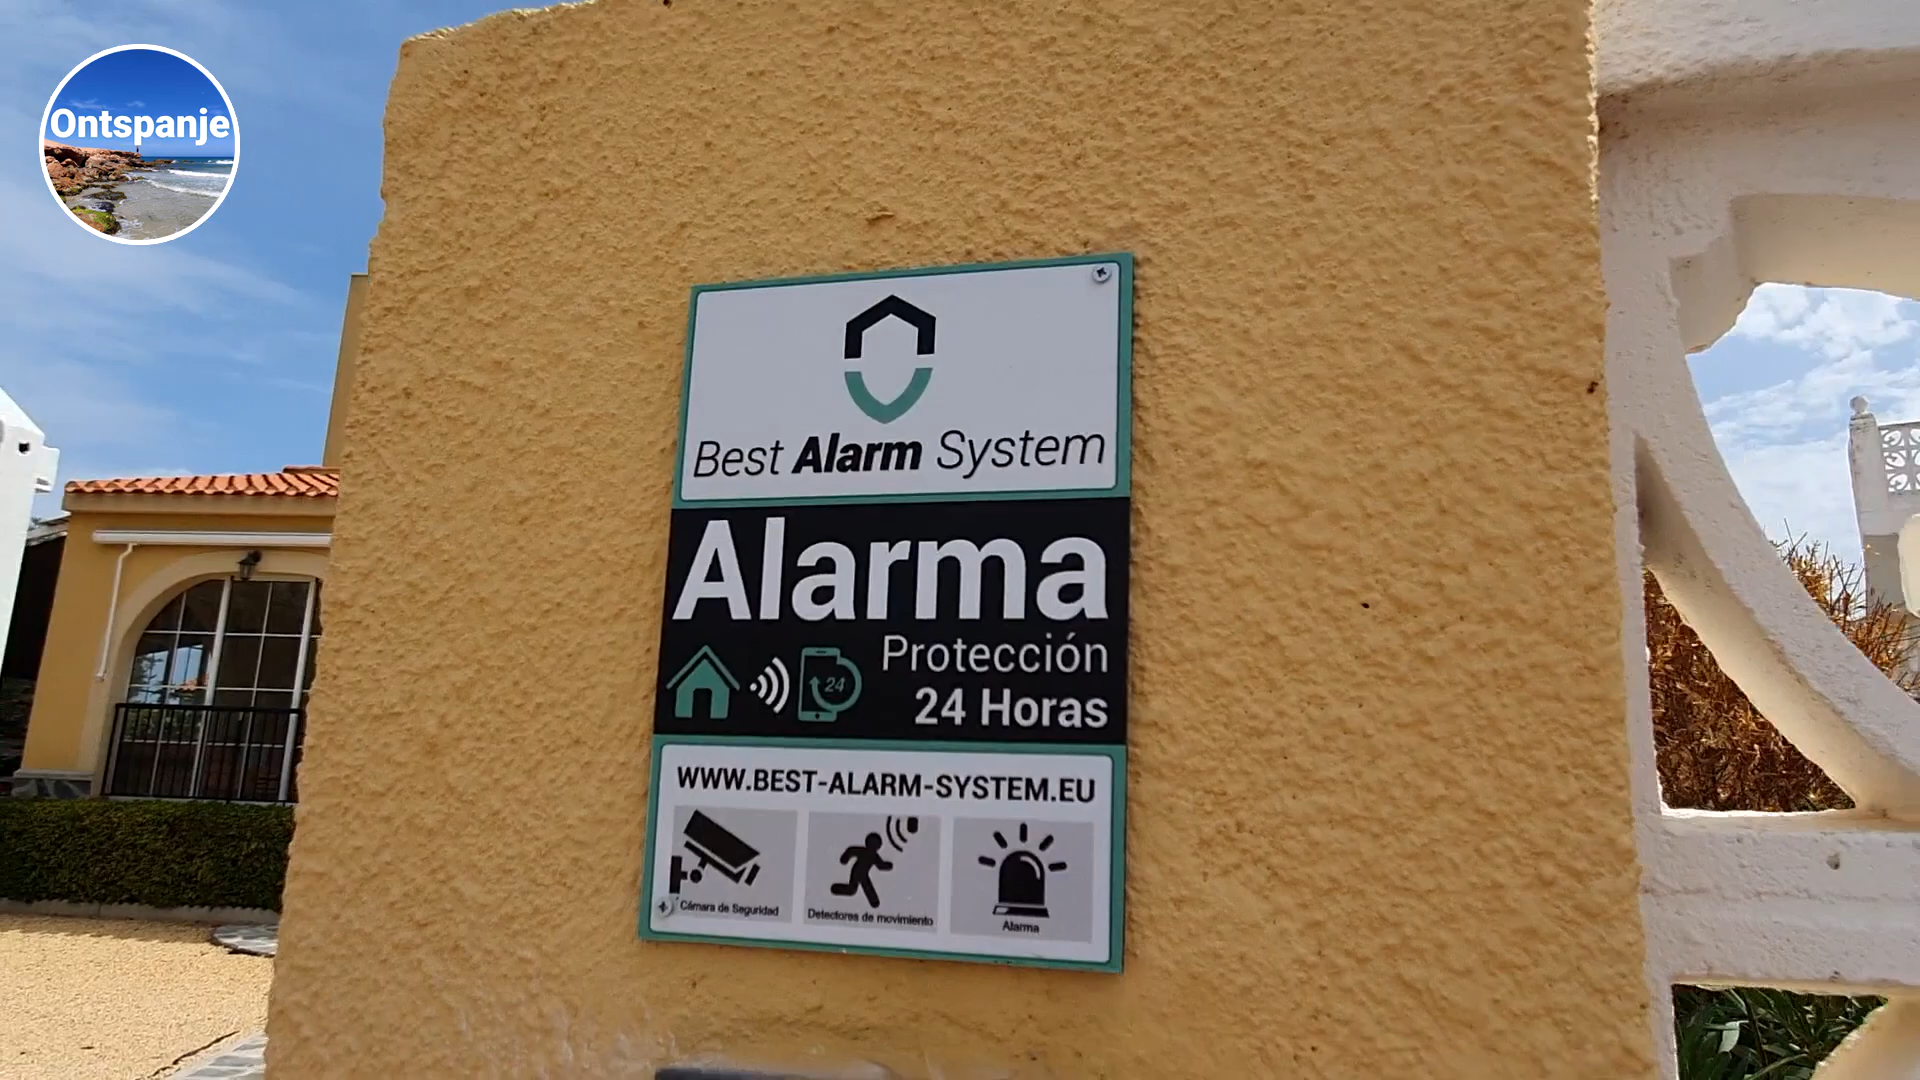 Ontspanje
Best Alarm System
Alarma
Protección
24
24 Horas
WWW.BEST-ALARM-SYSTEM.EU
Cámara de Seguridad
Detectores de movimiento
Alarma